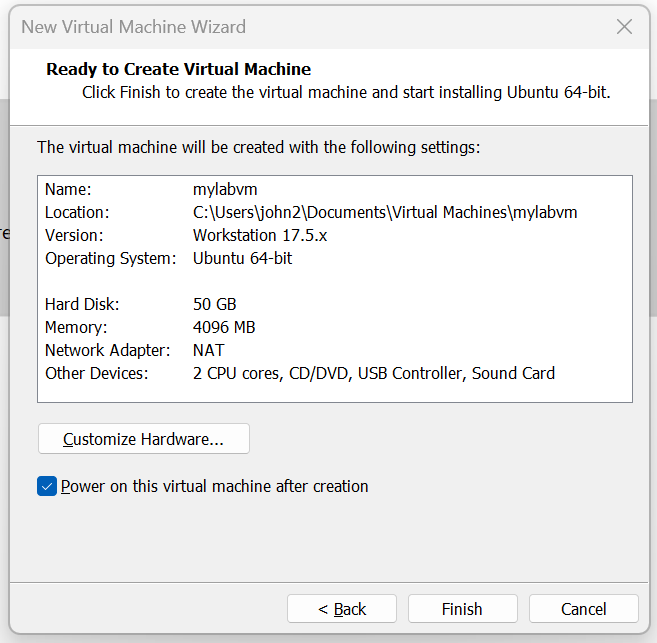 New Virtual Machine Wizard
Ready to Create Virtual Machine
Click Finish to create the virtual machine and start installing Ubuntu 64-bit.
The virtual machine will be created with the following settings:
Name: mylabvm
Location: C:\Users\john2\Documents\Virtual Machines\mylabvm
Version: Workstation 17.5.x
Operating System: Ubuntu 64-bit
Hard Disk: 50 GB
Memory: 4096 MB
Network Adapter: NAT
Other Devices: 2 CPU cores, CD/DVD, USB Controller, Sound Card
Customize Hardware...
Power on this virtual machine after creation
< Back Finish Cancel